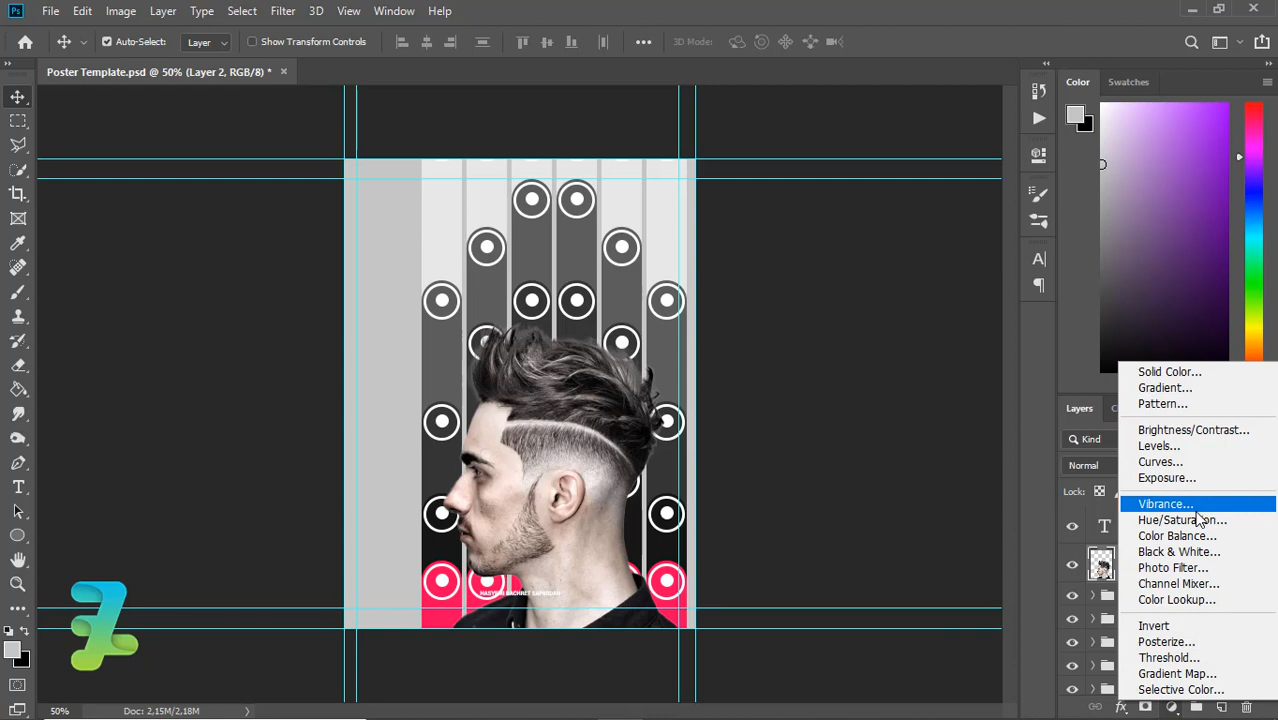 Ps File Edit Image Layer Type Select Filter 3D View Window Help
Auto-Select: Layer Show Transform Controls 3D Mode:
Poster Template.psd @ 50% (Layer 2, RGB/8) *
Color Swatches
Solid Color...
Gradient...
Pattern...
Layers
Brightness/Contrast...
Kind
Levels...
Normal
Curves...
Exposure...
Lock:
Vibrance...
Hue/Saturation...
Color Balance...
Black & White...
Photo Filter...
Channel Mixer...
Color Lookup...
Invert
Posterize...
Threshold...
Gradient Map...
Selective Color...
50% Doc: 2,15M/2,18M